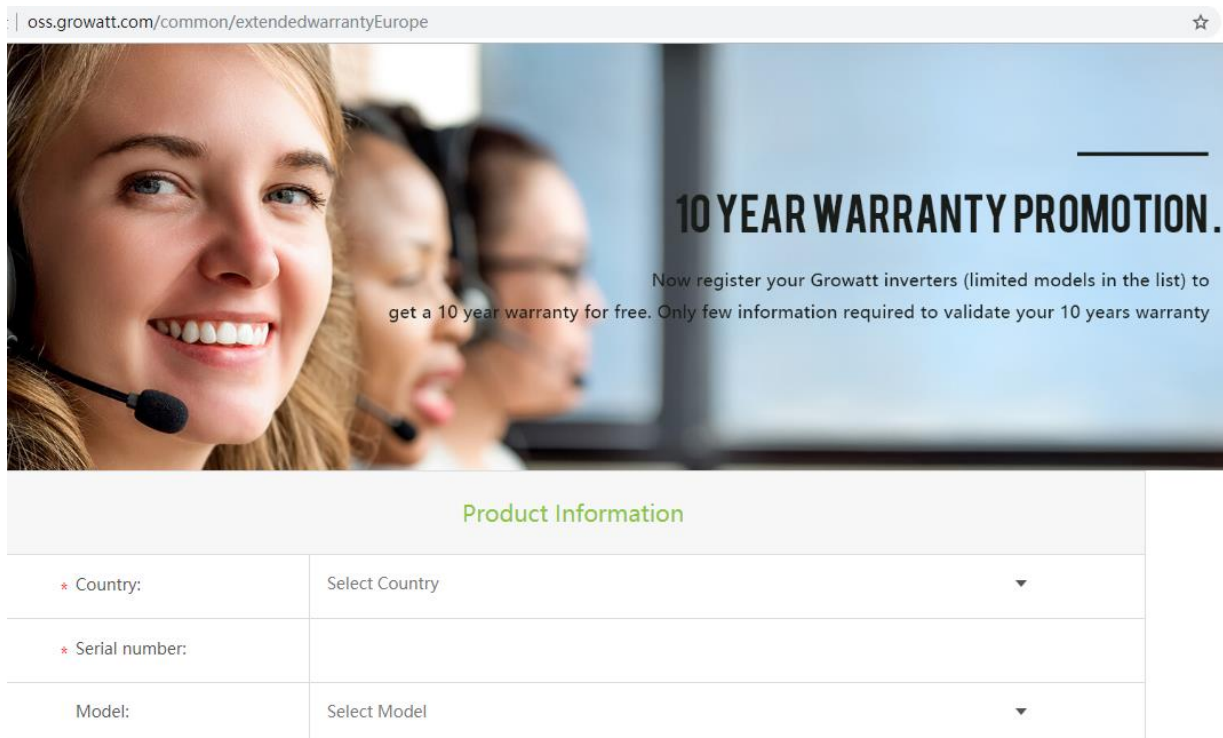 oss.growatt.com/common/extendedwarrantyEurope
10 YEAR WARRANTY PROMOTION.
Now register your Growatt inverters (limited models in the list) to
get a 10 year warranty for free. Only few information required to validate your 10 years warranty
Product Information
* Country: Select Country
* Serial number:
Model: Select Model